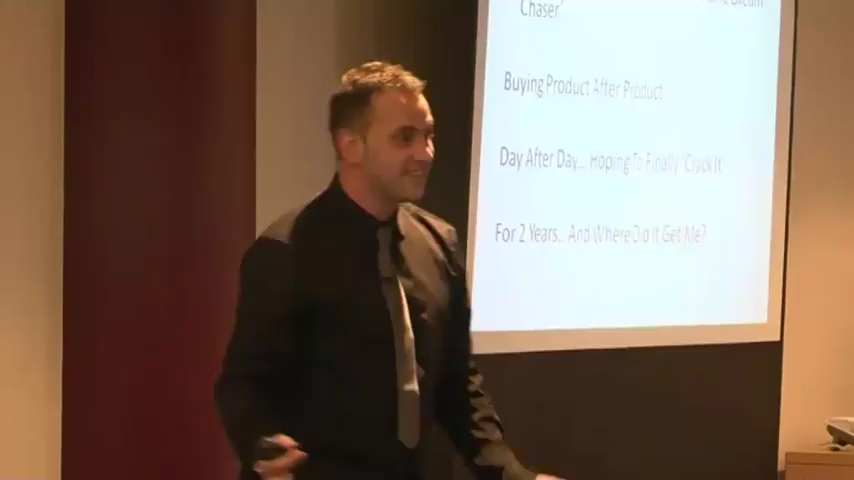 Dream
Chaser'
Buying Product After Product
Day After Day... Hoping To Finally 'Crack It'
For 2 Years.. And Where Did It Get Me?